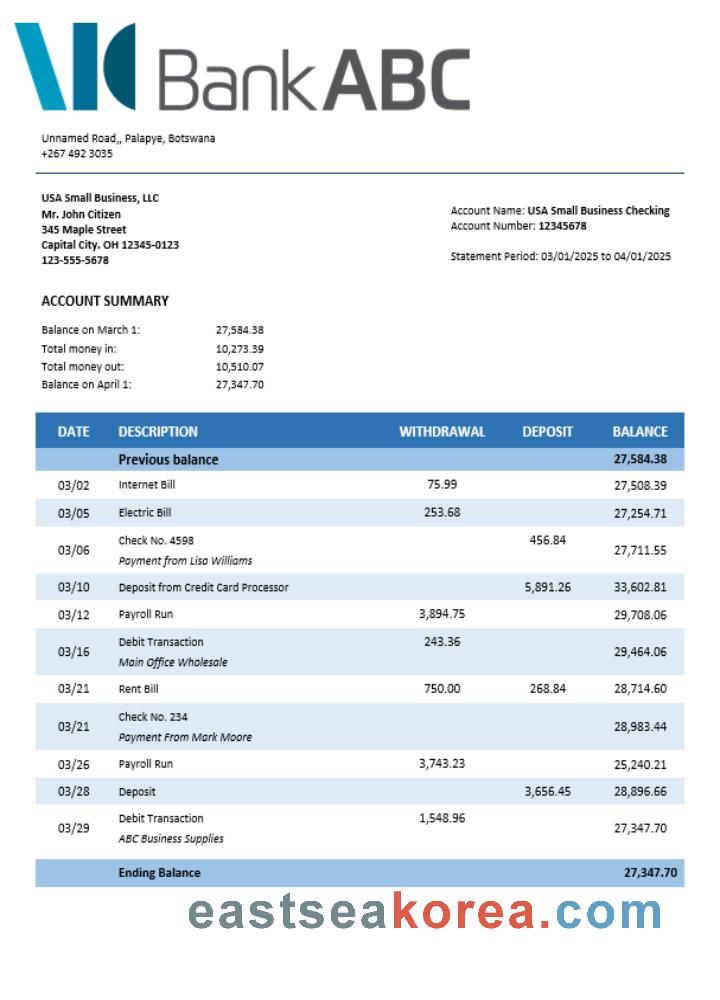 BankABC
Unnamed Road,, Palapye, Botswana
+267 492 3035
USA Small Business, LLC
Mr. John Citizen
345 Maple Street
Capital City. OH 12345-0123
123-555-5678
Account Name: USA Small Business Checking
Account Number: 12345678
Statement Period: 03/01/2025 to 04/01/2025
ACCOUNT SUMMARY
Balance on March 1: 27,584.38
Total money in: 10,273.39
Total money out: 10,510.07
Balance on April 1: 27,347.70
DATE DESCRIPTION WITHDRAWAL DEPOSIT BALANCE
Previous balance 27,584.38
03/02 Internet Bill 75.99 27,508.39
03/05 Electric Bill 253.68 27,254.71
03/06 Check No. 4598 456.84 27,711.55
Payment from Lisa Williams
03/10 Deposit from Credit Card Processor 5,891.26 33,602.81
03/12 Payroll Run 3,894.75 29,708.06
03/16 Debit Transaction 243.36 29,464.06
Main Office Wholesale
03/21 Rent Bill 750.00 268.84 28,714.60
03/21 Check No. 234 28,983.44
Payment From Mark Moore
03/26 Payroll Run 3,743.23 25,240.21
03/28 Deposit 3,656.45 28,896.66
03/29 Debit Transaction 1,548.96 27,347.70
ABC Business Supplies
Ending Balance 27,347.70
eastseakorea.com